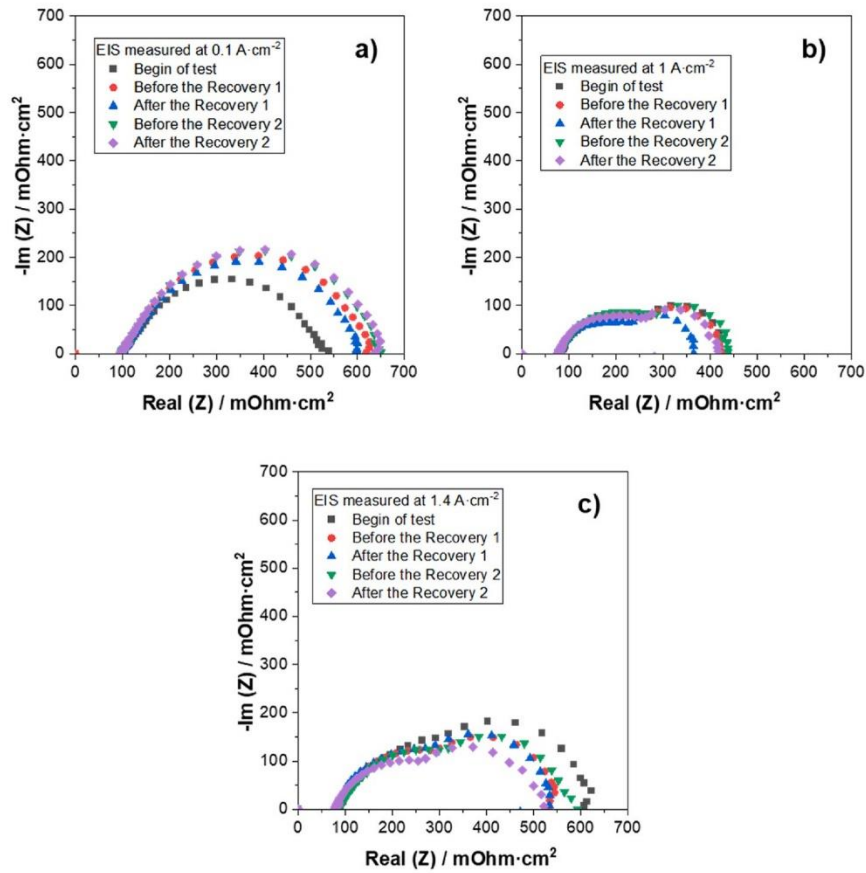 a)
EIS measured at 0.1 A·cm⁻²
Begin of test
Before the Recovery 1
After the Recovery 1
Before the Recovery 2
After the Recovery 2
-Im (Z) / mOhm·cm²
700
600
500
400
300
200
100
0
0 100 200 300 400 500 600 700
Real (Z) / mOhm·cm²
b)
EIS measured at 1 A·cm⁻²
Begin of test
Before the Recovery 1
After the Recovery 1
Before the Recovery 2
After the Recovery 2
-Im (Z) / mOhm·cm²
700
600
500
400
300
200
100
0
0 100 200 300 400 500 600 700
Real (Z) / mOhm·cm²
c)
EIS measured at 1.4 A·cm⁻²
Begin of test
Before the Recovery 1
After the Recovery 1
Before the Recovery 2
After the Recovery 2
-Im (Z) / mOhm·cm²
700
600
500
400
300
200
100
0
0 100 200 300 400 500 600 700
Real (Z) / mOhm·cm²